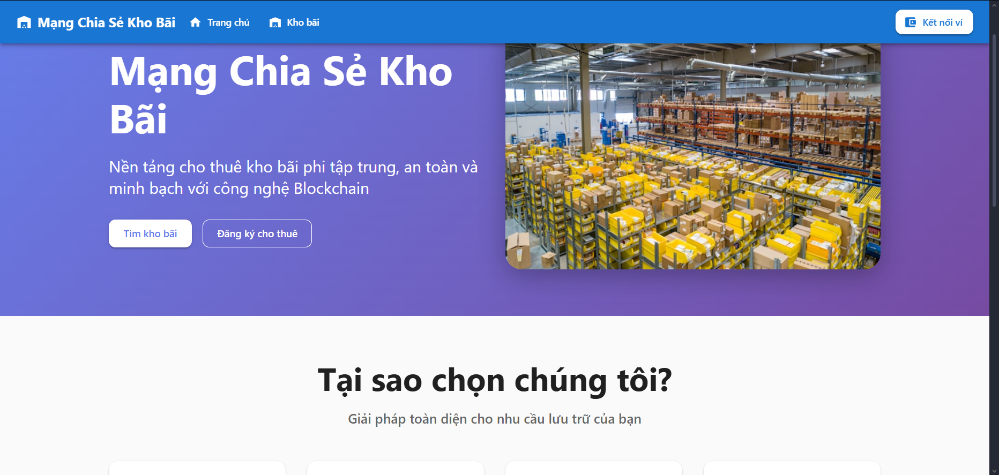 Mạng Chia Sẻ Kho Bãi
Trang chủ
Kho bãi
Kết nối ví
Mạng Chia Sẻ Kho
Bãi
Nền tảng cho thuê kho bãi phi tập trung, an toàn và
minh bạch với công nghệ Blockchain
Tìm kho bãi
Đăng ký cho thuê
Tại sao chọn chúng tôi?
Giải pháp toàn diện cho nhu cầu lưu trữ của bạn